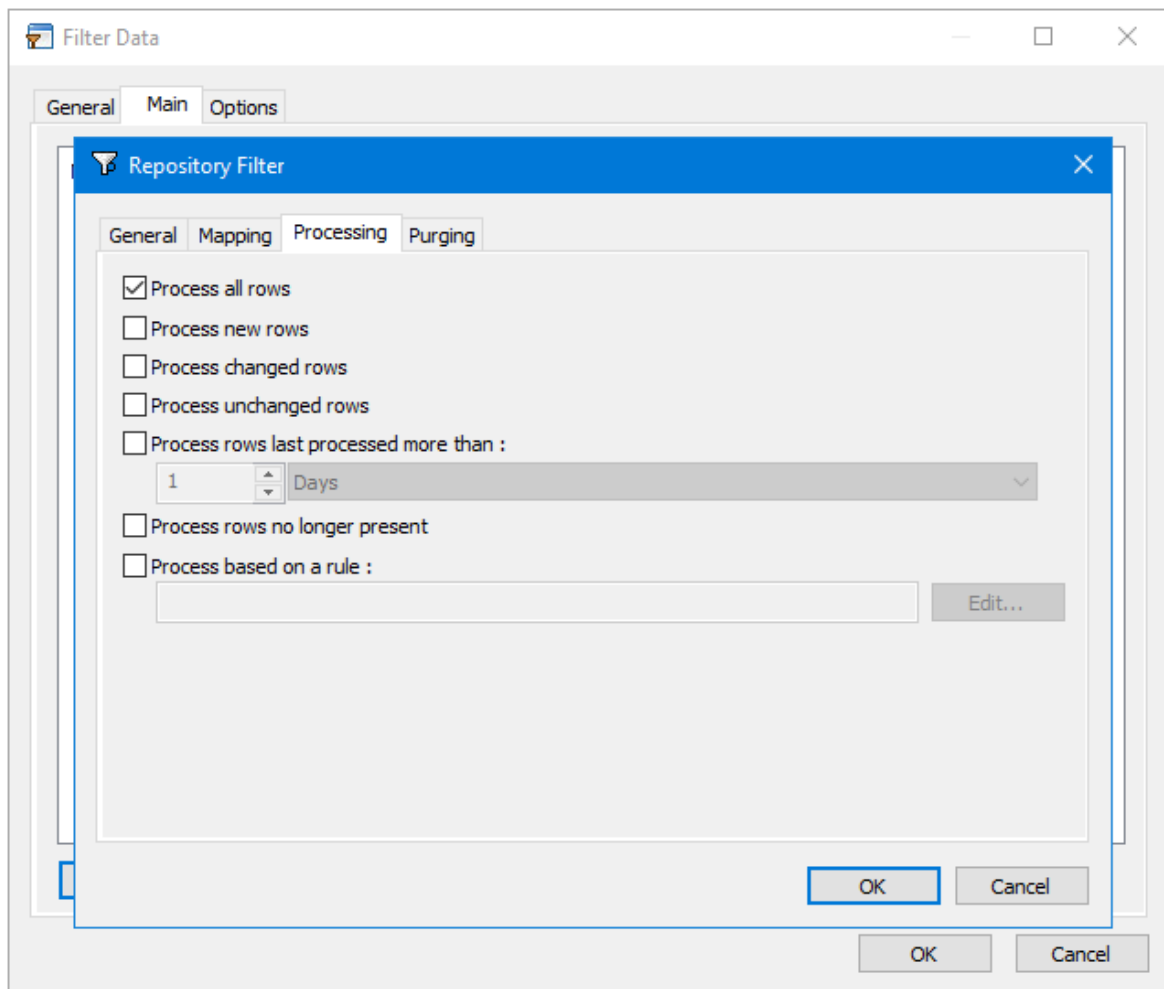 Filter Data
General Main Options
Repository Filter
General Mapping Processing Purging
Process all rows
Process new rows
Process changed rows
Process unchanged rows
Process rows last processed more than :
1 Days
Process rows no longer present
Process based on a rule :
Edit...
OK Cancel
OK Cancel